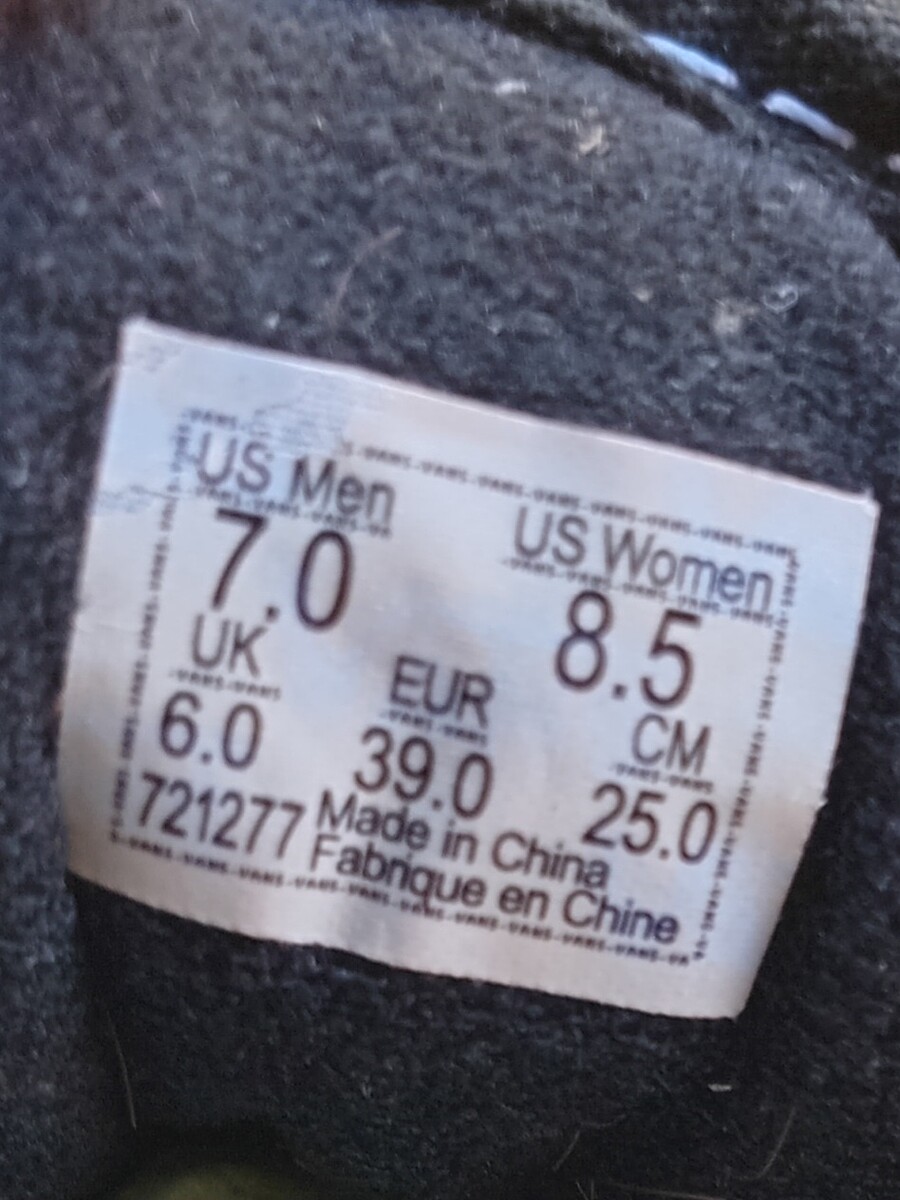 US Men
7.0
US Women
8.5
UK
6.0
EUR
39.0
CM
25.0
721277
Made in China
Fabrique en Chine